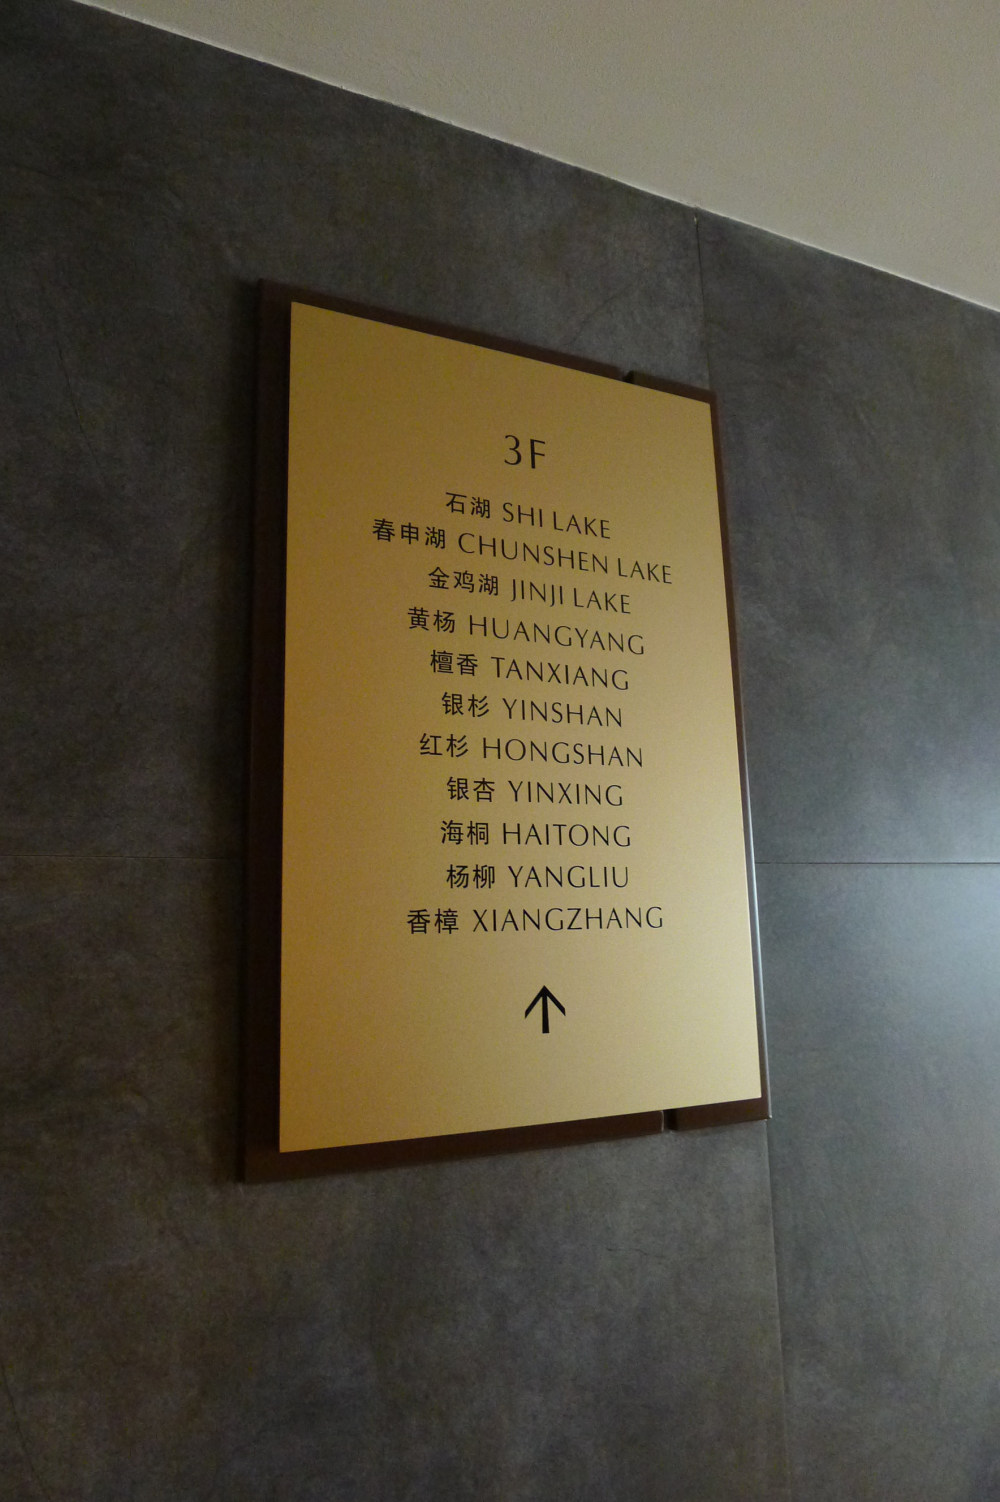 3F
石湖 SHI LAKE
春申湖 CHUNSHEN LAKE
金鸡湖 JINJI LAKE
黄杨 HUANGYANG
檀香 TANXIANG
银杉 YINSHAN
红杉 HONGSHAN
银杏 YINXING
海桐 HAITONG
杨柳 YANGLIU
香樟 XIANGZHANG